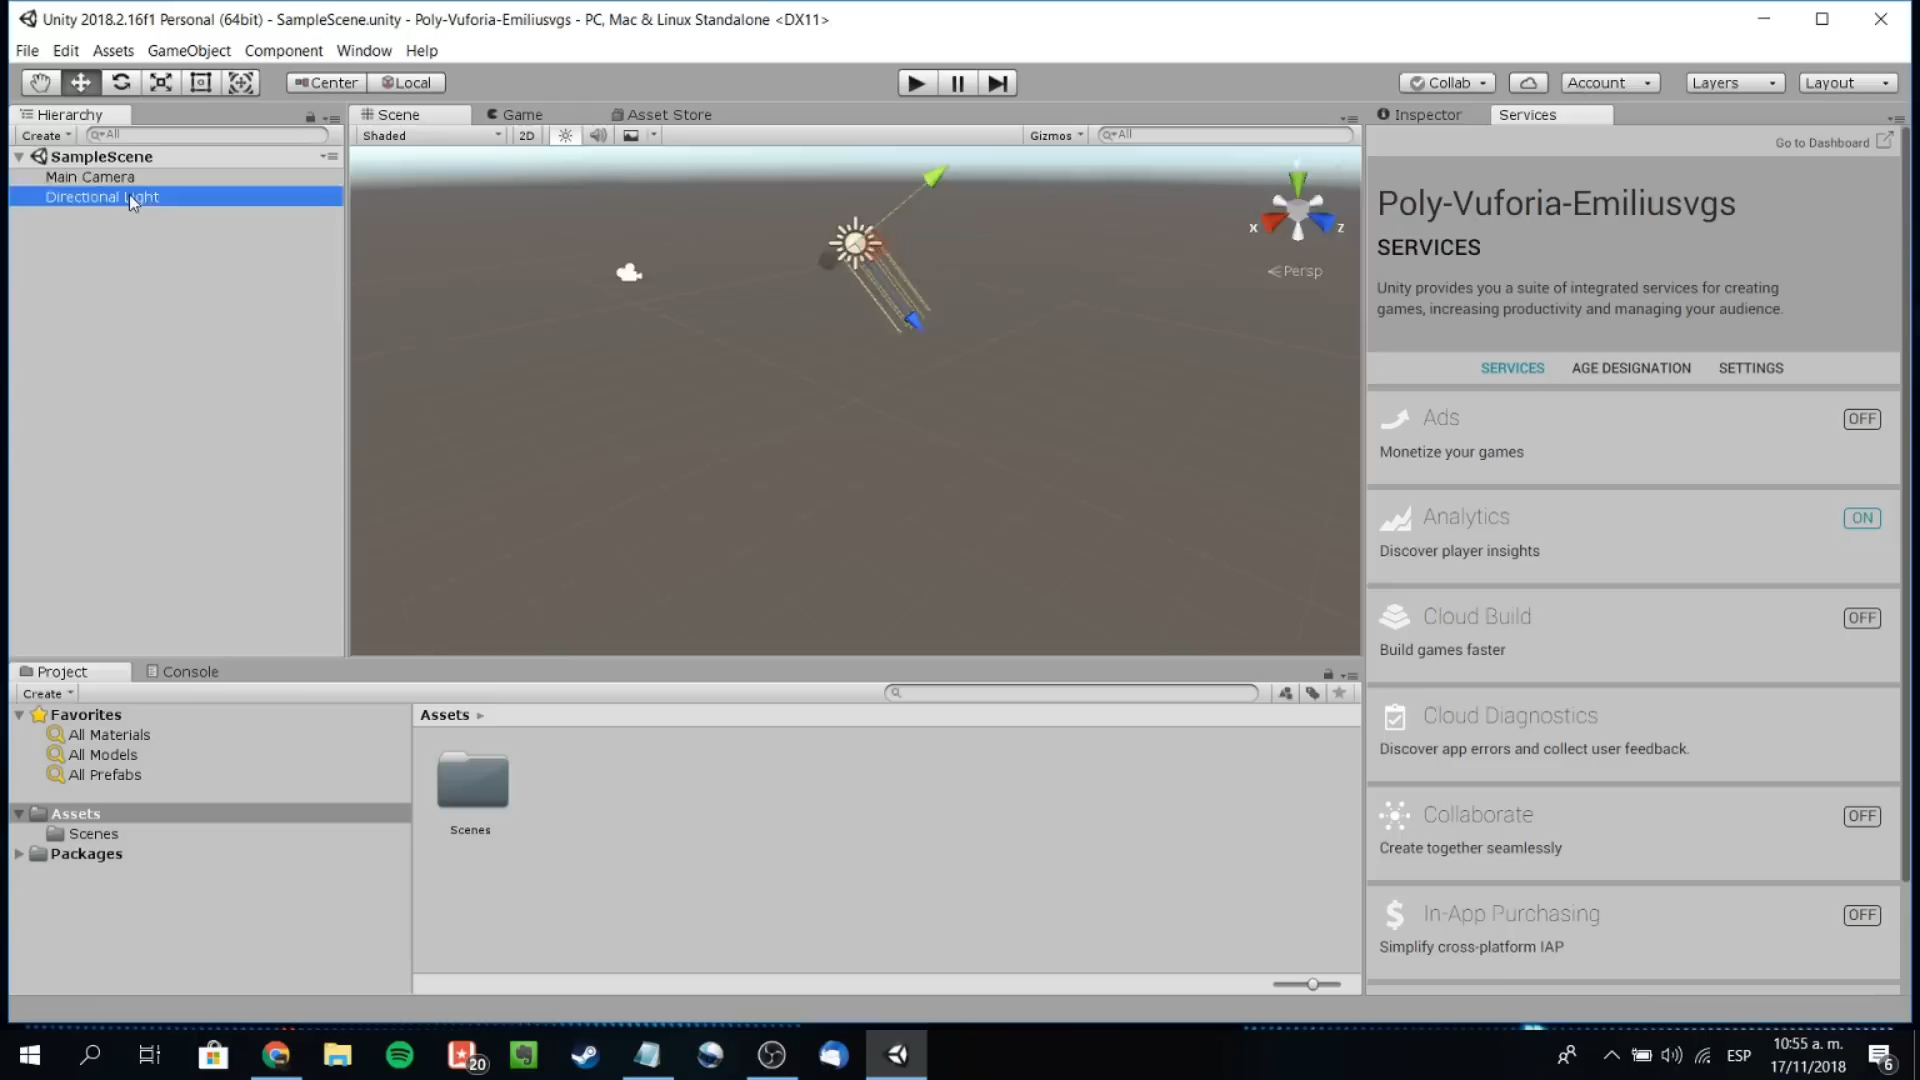 Unity 2018.2.16f1 Personal (64bit) - SampleScene.unity - Poly-Vuforia-Emiliusvgs - PC, Mac & Linux Standalone <DX11>
File Edit Assets GameObject Component Window Help
Center Local Collab Account Layers Layout
Hierarchy
Create All
SampleScene
Main Camera
Directional Light
Scene Game Asset Store
Shaded 2D Gizmos All
X Z
Persp
Inspector Services
Go to Dashboard
Poly-Vuforia-Emiliusvgs
SERVICES
Unity provides you a suite of integrated services for creating
games, increasing productivity and managing your audience.
SERVICES AGE DESIGNATION SETTINGS
Ads OFF
Monetize your games
Analytics ON
Discover player insights
Cloud Build OFF
Build games faster
Cloud Diagnostics
Discover app errors and collect user feedback.
Collaborate OFF
Create together seamlessly
In-App Purchasing OFF
Simplify cross-platform IAP
Project Console
Create
Favorites
All Materials
All Models
All Prefabs
Assets
Scenes
Packages
Assets
Scenes
20
ESP
10:55 a. m.
17/11/2018
6